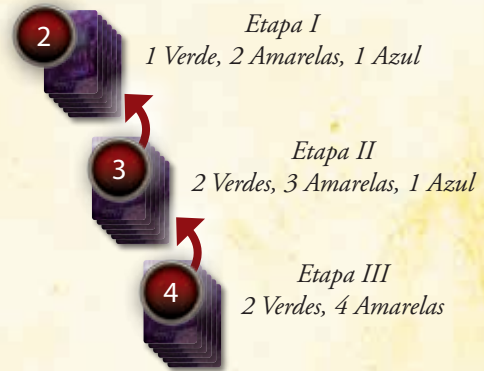 2
Etapa I
1 Verde, 2 Amarelas, 1 Azul
3
Etapa II
2 Verdes, 3 Amarelas, 1 Azul
4
Etapa III
2 Verdes, 4 Amarelas